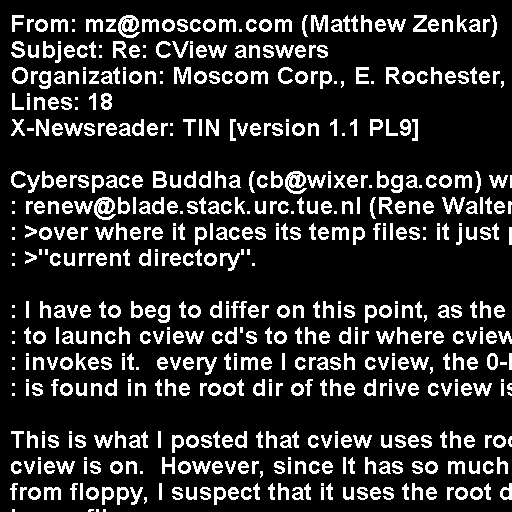 From: mz@moscom.com (Matthew Zenkar)
Subject: Re: CView answers
Organization: Moscom Corp., E. Rochester,
Lines: 18
X-Newsreader: TIN [version 1.1 PL9]

Cyberspace Buddha (cb@wixer.bga.com)
: renew@blade.stack.urc.tue.nl (Rene Walter
: >over where it places its temp files: it just
: >"current directory".

: I have to beg to differ on this point, as the
: to launch cview cd's to the dir where cview
: invokes it.  every time I crash cview, the
: is found in the root dir of the drive cview is

This is what I posted that cview uses the
cview is on.  However, since It has so much
from floppy, I suspect that it uses the root